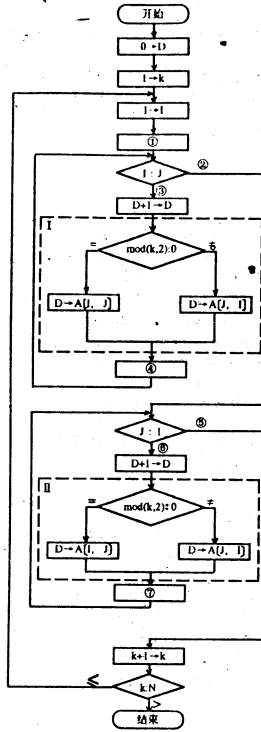 开始
0→D
1→k
1→I
①
I : J
②
③
D+1→D
I
mod(k,2):0
=
≠
D→A[I, J]
D→A[J, I]
④
J : 1
⑤
⑥
D+1→D
II
mod(k,2):0
=
≠
D→A[I, J]
D→A[J, I]
⑦
k+1→k
≤
k:N
>
结束